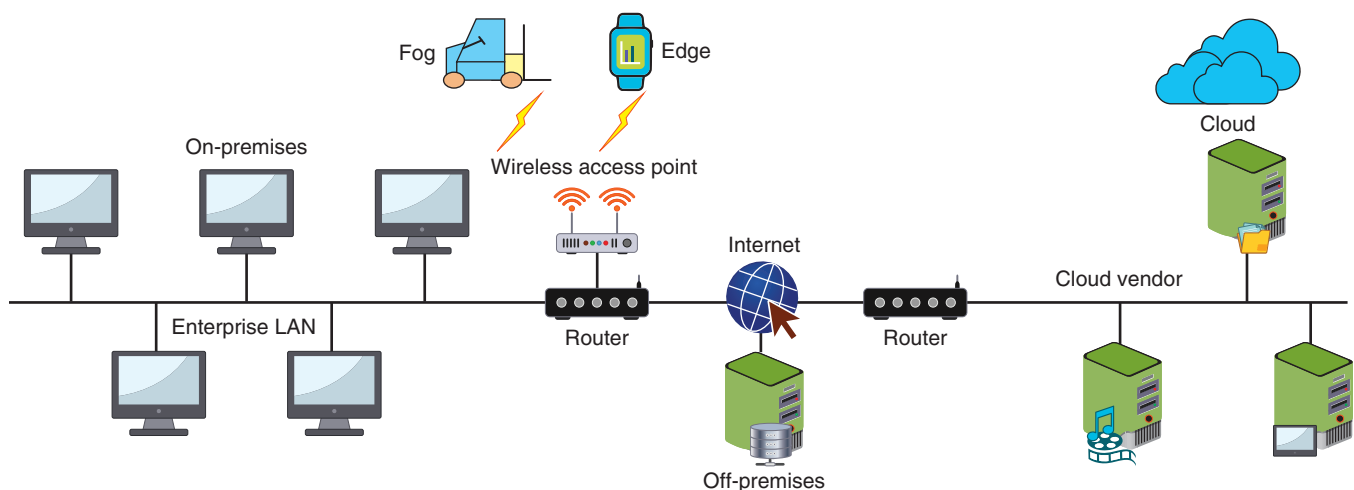 Fog
Edge
Cloud
On-premises
Wireless access point
Internet
Cloud vendor
Enterprise LAN
Router
Router
Off-premises